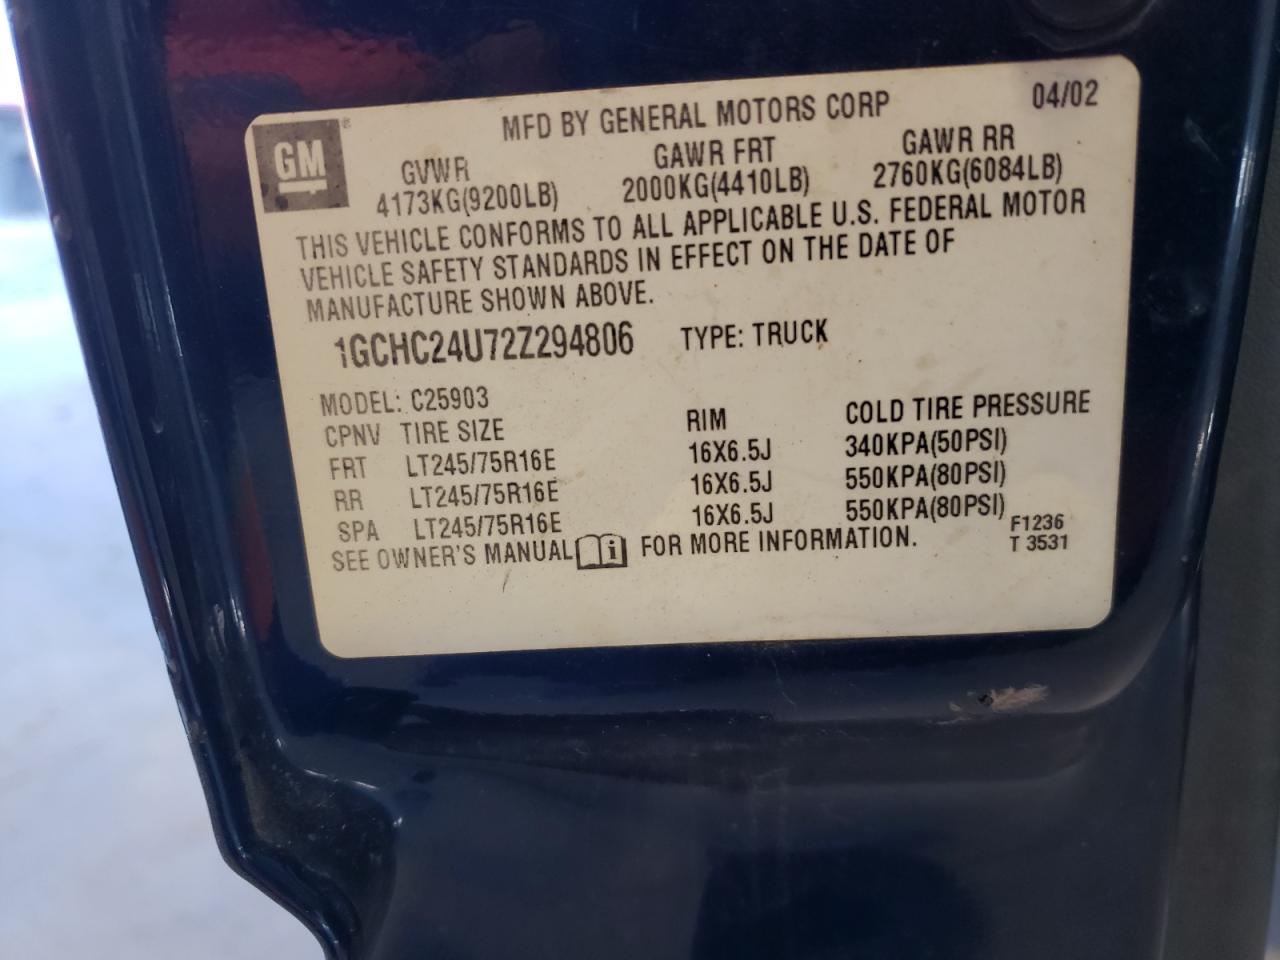 GM ®
MFD BY GENERAL MOTORS CORP 04/02
GVWR GAWR FRT GAWR RR
4173KG(9200LB) 2000KG(4410LB) 2760KG(6084LB)
THIS VEHICLE CONFORMS TO ALL APPLICABLE U.S. FEDERAL MOTOR
VEHICLE SAFETY STANDARDS IN EFFECT ON THE DATE OF
MANUFACTURE SHOWN ABOVE.
1GCHC24U72Z294806 TYPE: TRUCK
MODEL: C25903
CPNV TIRE SIZE RIM COLD TIRE PRESSURE
FRT LT245/75R16E 16X6.5J 340KPA(50PSI)
RR LT245/75R16E 16X6.5J 550KPA(80PSI)
SPA LT245/75R16E 16X6.5J 550KPA(80PSI)
SEE OWNER'S MANUAL i FOR MORE INFORMATION.
F1236
T 3531